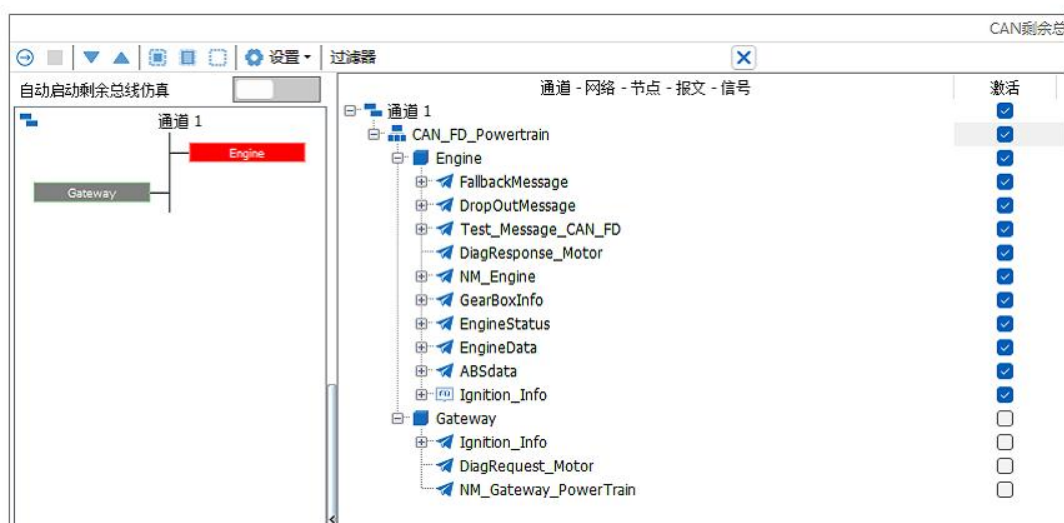 CAN剩余总
设置
过滤器
自动启动剩余总线仿真
通道 - 网络 - 节点 - 报文 - 信号
激活
通道 1
Engine
Gateway
通道 1
CAN_FD_Powertrain
Engine
FallbackMessage
DropOutMessage
Test_Message_CAN_FD
DiagResponse_Motor
NM_Engine
GearBoxInfo
EngineStatus
EngineData
ABSdata
Ignition_Info
Gateway
Ignition_Info
DiagRequest_Motor
NM_Gateway_PowerTrain